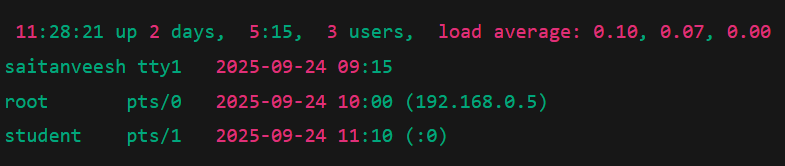 11:28:21 up 2 days,  5:15,  3 users,  load average: 0.10, 0.07, 0.00
saitanveesh tty1   2025-09-24 09:15
root       pts/0   2025-09-24 10:00 (192.168.0.5)
student    pts/1   2025-09-24 11:10 (:0)